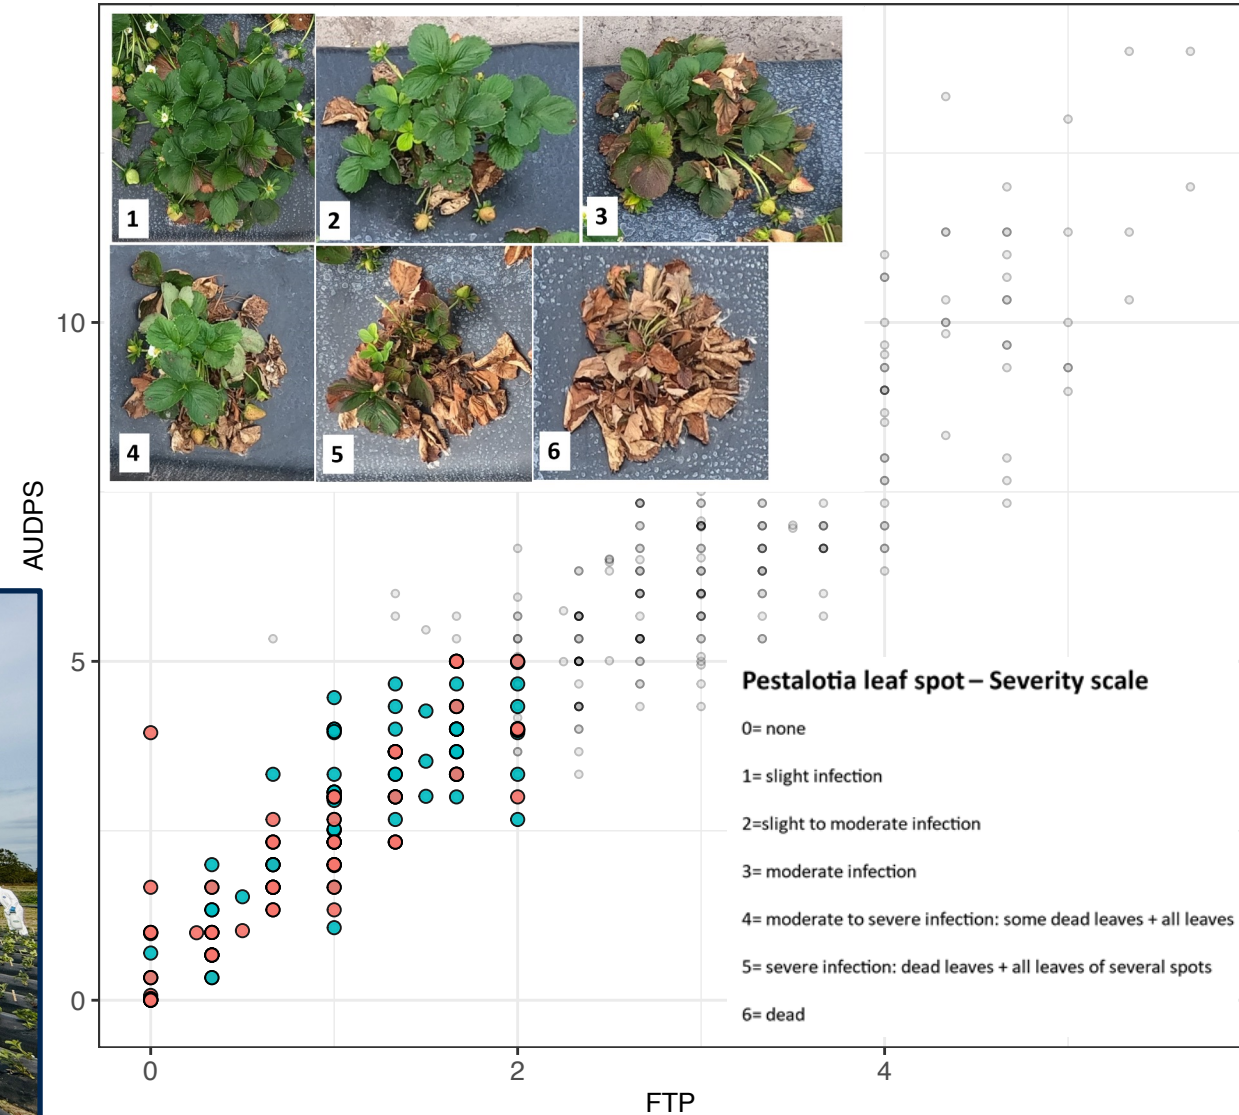 1
2
3
4
5
6
AUDPS
10
5
0
0
2
4
FTP
Pestalotia leaf spot – Severity scale
0= none
1= slight infection
2=slight to moderate infection
3= moderate infection
4= moderate to severe infection: some dead leaves + all leaves
5= severe infection: dead leaves + all leaves of several spots
6= dead